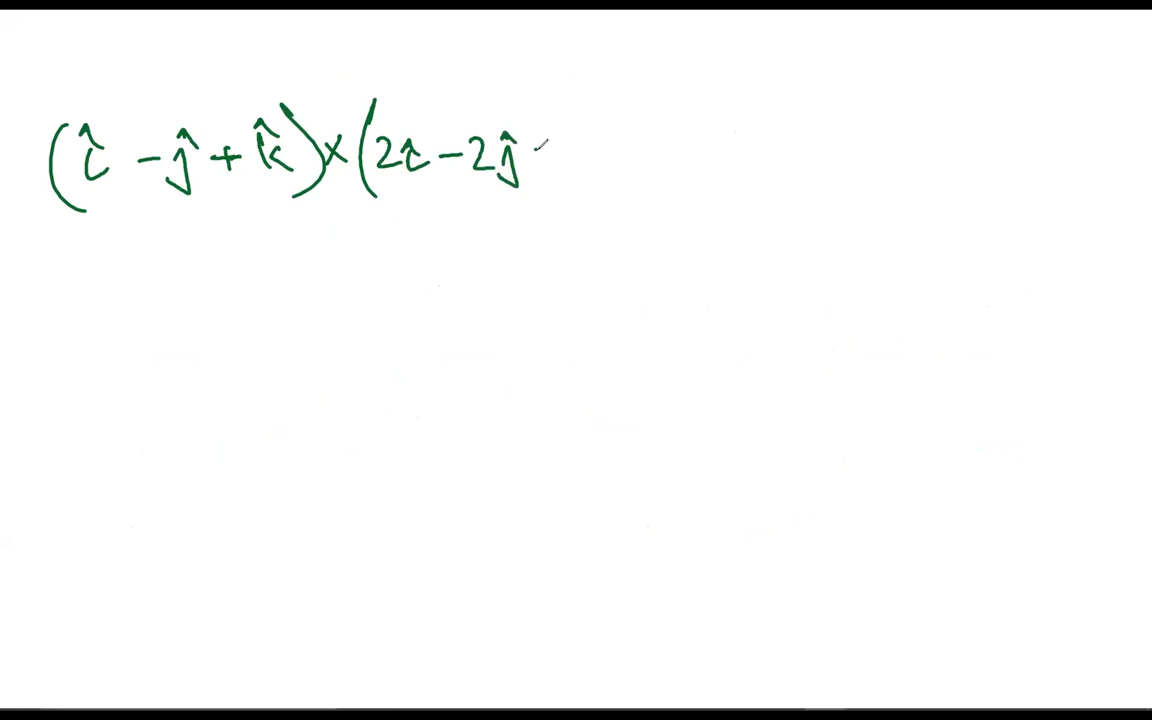 (î - ĵ + k̂) × (2î - 2ĵ